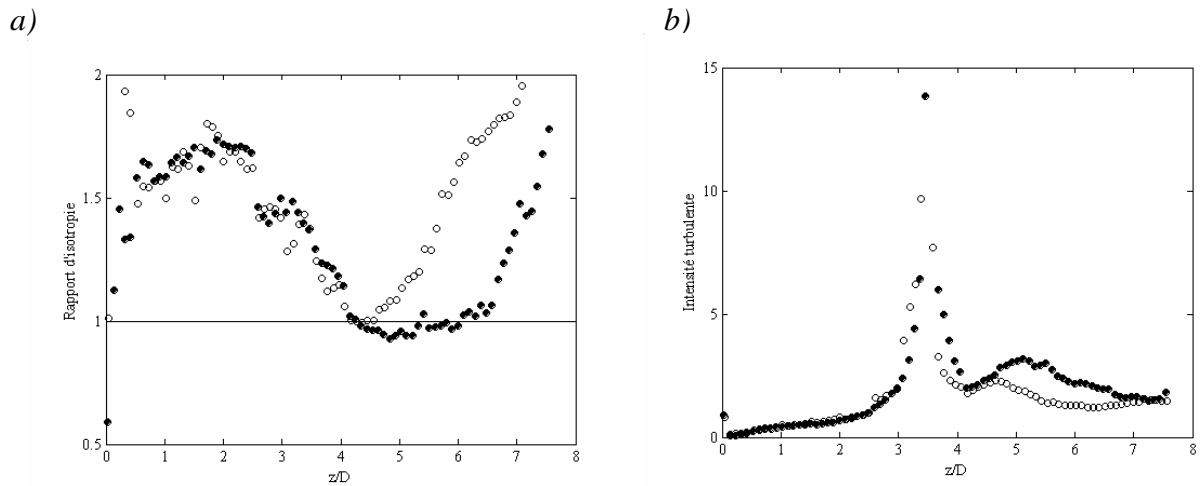 a)
b)
Rapport d'isotropie
2
1.5
1
0.5
0 1 2 3 4 5 6 7 8
z/D
Intensité turbulente
15
10
5
0
0 1 2 3 4 5 6 7 8
z/D